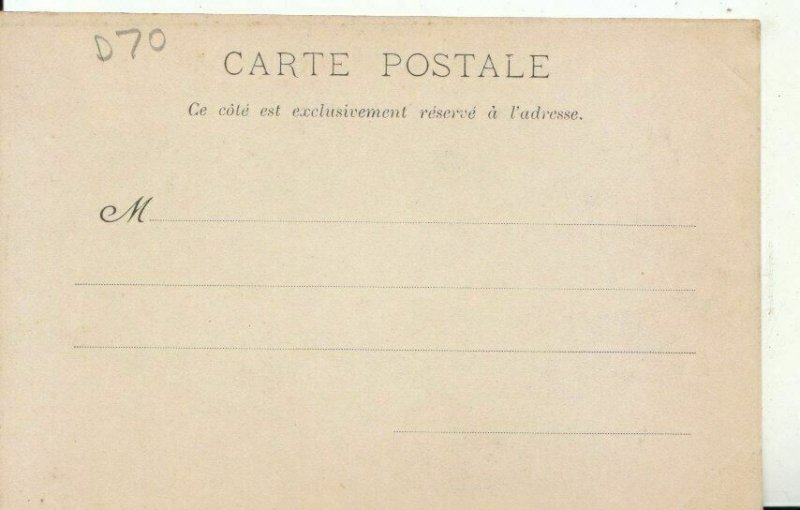 D70
CARTE POSTALE
Ce côté est exclusivement réservé à l'adresse.
M